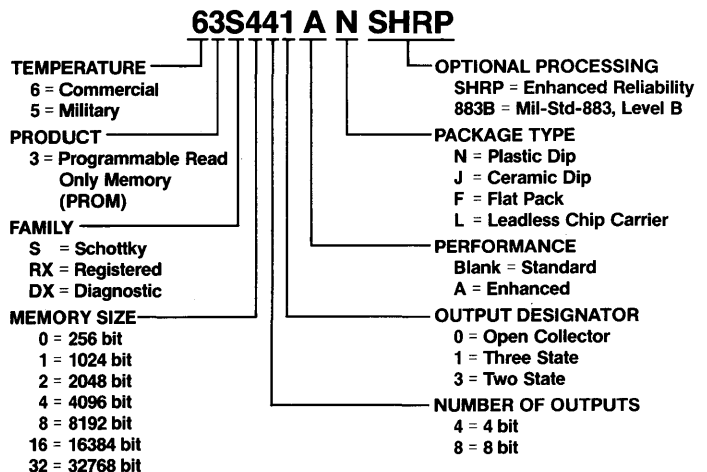 63S441 A N SHRP
TEMPERATURE
6 = Commercial
5 = Military
PRODUCT
3 = Programmable Read
Only Memory
(PROM)
FAMILY
S = Schottky
RX = Registered
DX = Diagnostic
MEMORY SIZE
0 = 256 bit
1 = 1024 bit
2 = 2048 bit
4 = 4096 bit
8 = 8192 bit
16 = 16384 bit
32 = 32768 bit
OPTIONAL PROCESSING
SHRP = Enhanced Reliability
883B = Mil-Std-883, Level B
PACKAGE TYPE
N = Plastic Dip
J = Ceramic Dip
F = Flat Pack
L = Leadless Chip Carrier
PERFORMANCE
Blank = Standard
A = Enhanced
OUTPUT DESIGNATOR
0 = Open Collector
1 = Three State
3 = Two State
NUMBER OF OUTPUTS
4 = 4 bit
8 = 8 bit